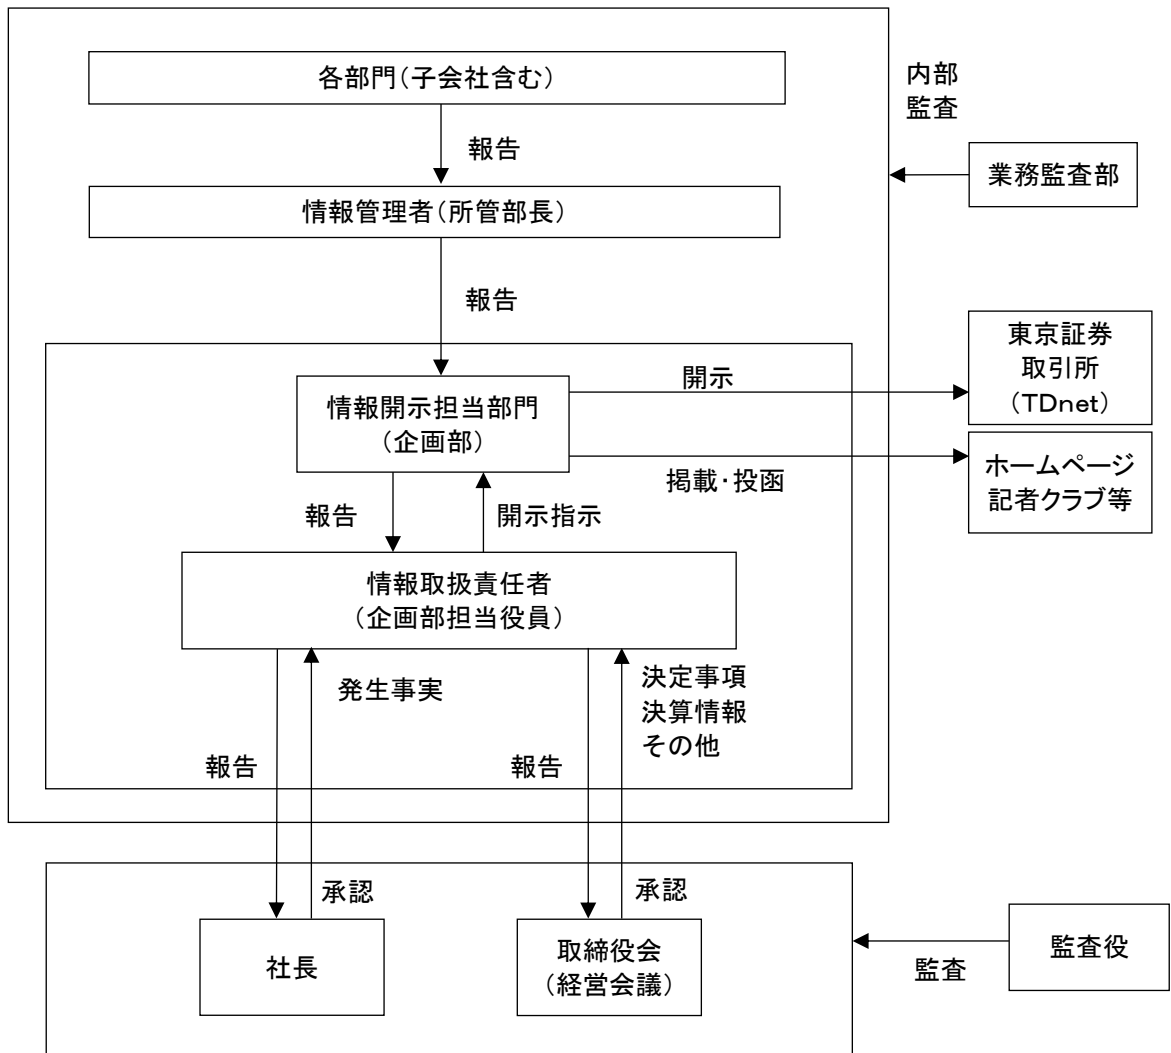 各部門(子会社含む)
内部
監査
報告
業務監査部
情報管理者(所管部長)
報告
東京証券
取引所
(TDnet)
開示
情報開示担当部門
(企画部)
ホームページ
記者クラブ等
掲載・投函
報告
開示指示
情報取扱責任者
(企画部担当役員)
発生事実
決定事項
決算情報
その他
報告
報告
承認
承認
社長
取締役会
(経営会議)
監査役
監査